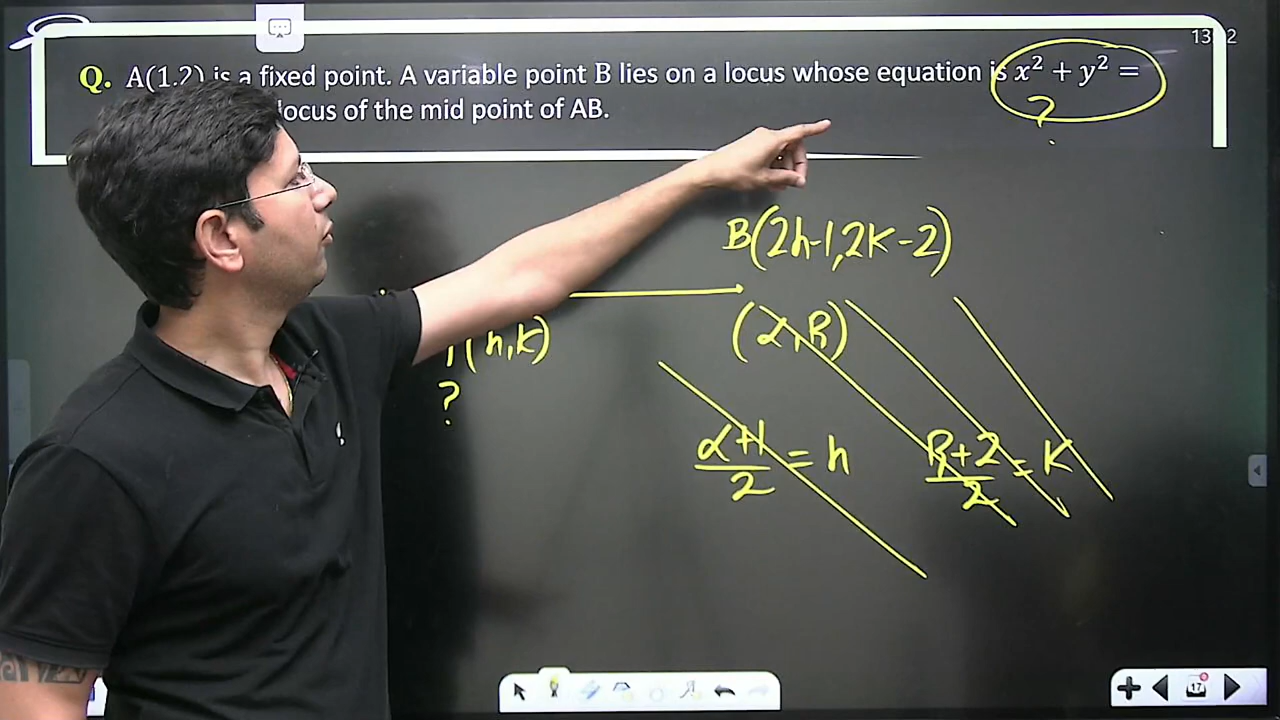 Q. A(1,2) is a fixed point. A variable point B lies on a locus whose equation is x² + y² =
locus of the mid point of AB.
?
B(2h-1, 2k-2)
(h,k)
(α, β)
?
α+1/2 = h
β+2/2 = k
17